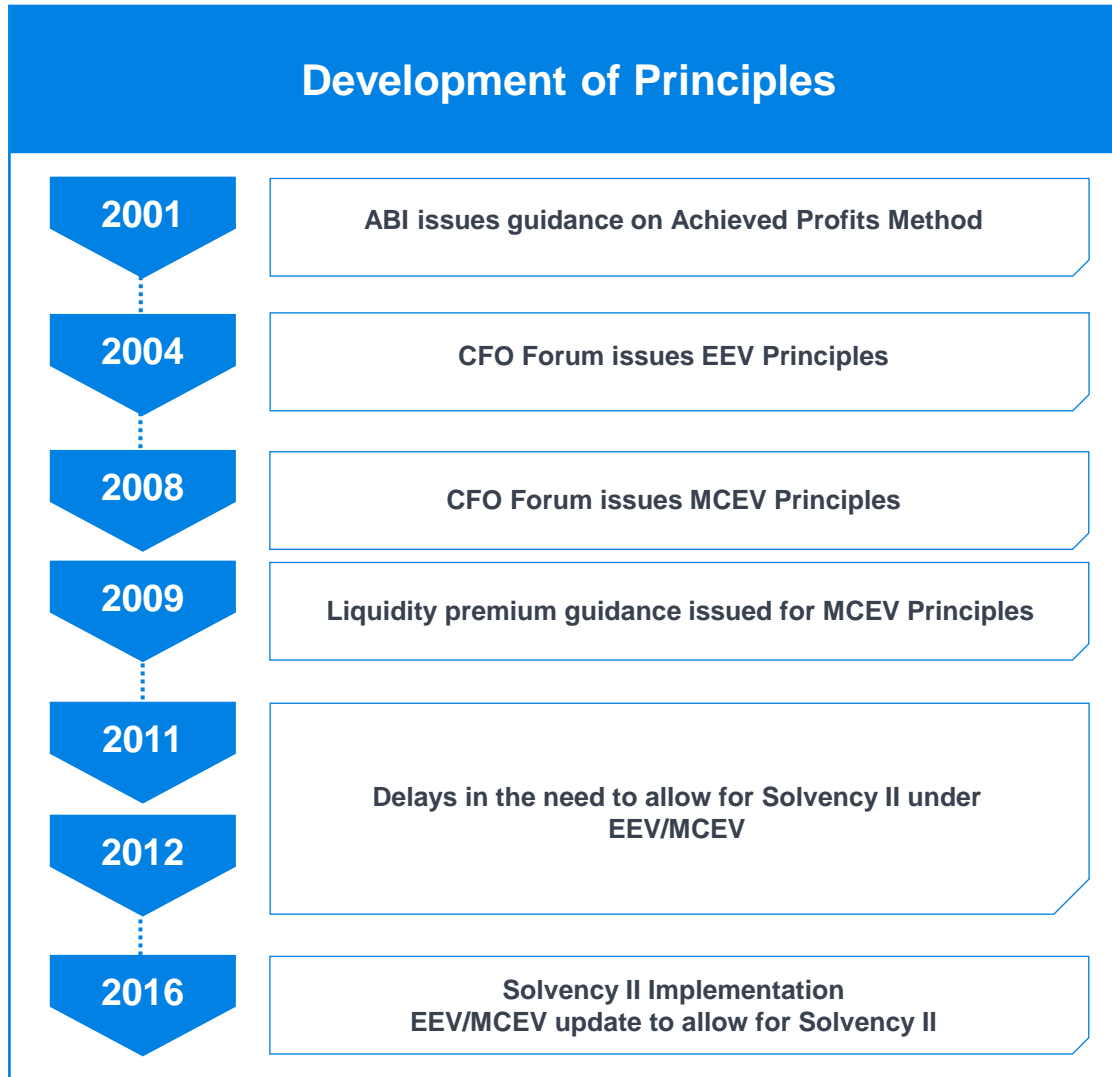 Development of Principles
2001
ABI issues guidance on Achieved Profits Method
2004
CFO Forum issues EEV Principles
2008
CFO Forum issues MCEV Principles
2009
Liquidity premium guidance issued for MCEV Principles
2011
2012
Delays in the need to allow for Solvency II under
EEV/MCEV
2016
Solvency II Implementation
EEV/MCEV update to allow for Solvency II